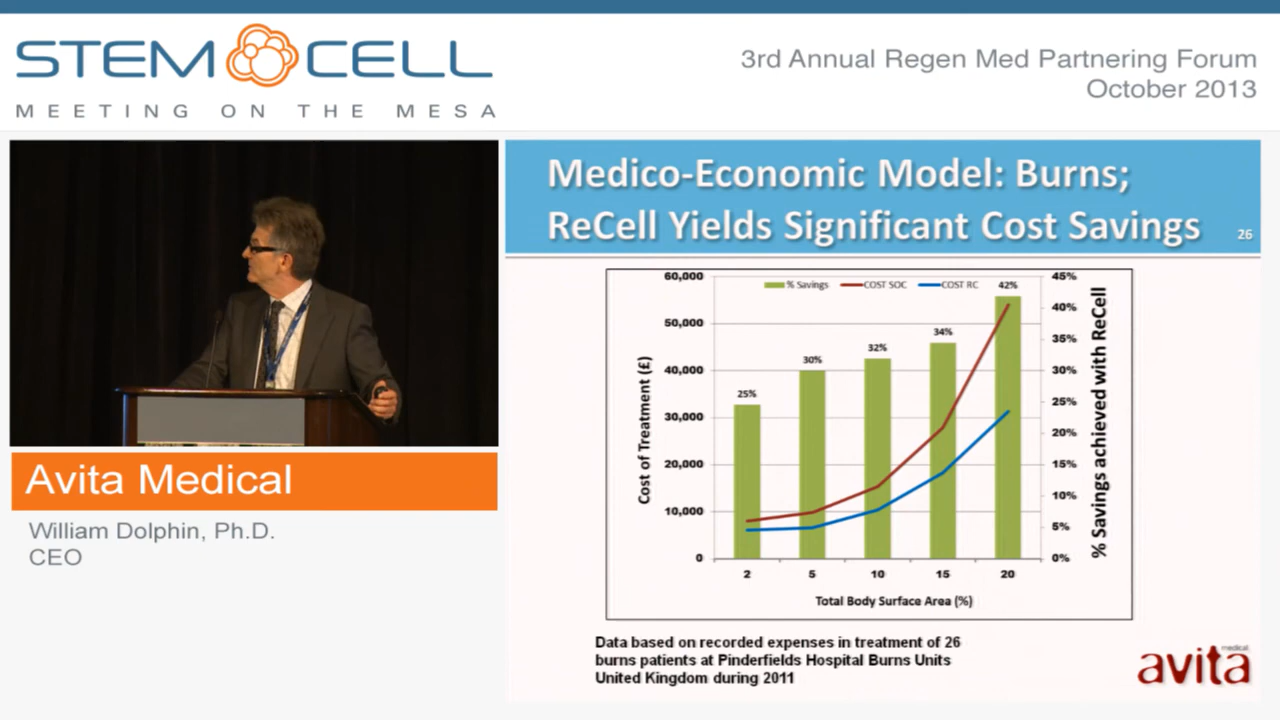 STEM CELL
MEETING ON THE MESA
3rd Annual Regen Med Partnering Forum
October 2013
Avita Medical
William Dolphin, Ph.D.
CEO
Medico-Economic Model: Burns;
ReCell Yields Significant Cost Savings
26
% Savings
COST SOC
COST RC
60,000
50,000
40,000
30,000
20,000
10,000
0
Cost of Treatment (£)
25%
30%
32%
34%
42%
45%
40%
35%
30%
25%
20%
15%
10%
5%
0%
% Savings achieved with ReCell
2
5
10
15
20
Total Body Surface Area (%)
Data based on recorded expenses in treatment of 26
burns patients at Pinderfields Hospital Burns Units
United Kingdom during 2011
avita
medical